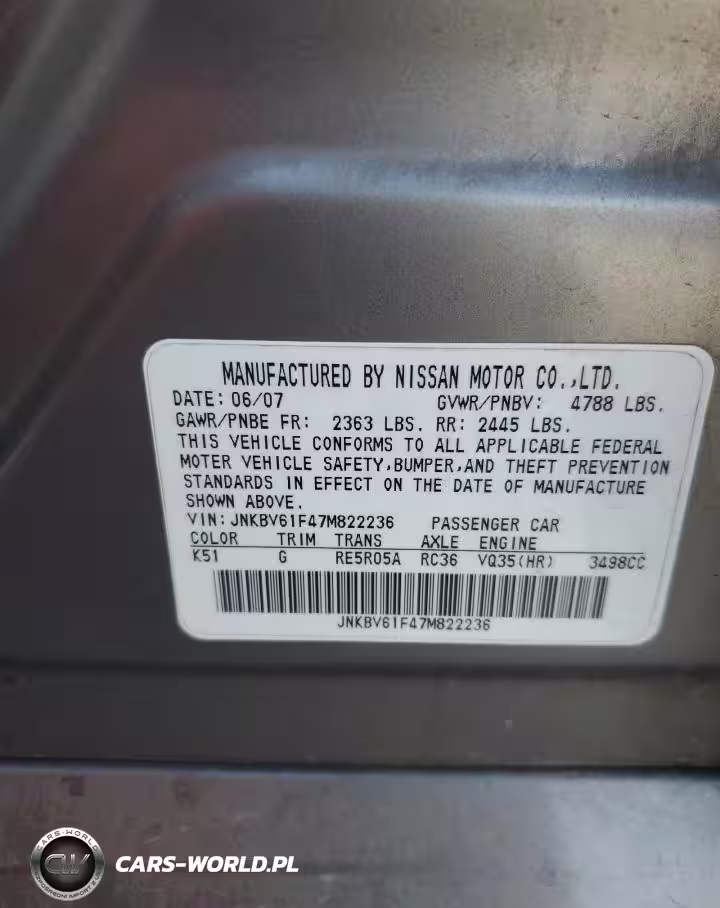 MANUFACTURED BY NISSAN MOTOR CO.,LTD.
DATE: 06/07 GVWR/PNBV: 4788 LBS.
GAWR/PNBE FR: 2363 LBS. RR: 2445 LBS.
THIS VEHICLE CONFORMS TO ALL APPLICABLE FEDERAL
MOTER VEHICLE SAFETY,BUMPER,AND THEFT PREVENTION
STANDARDS IN EFFECT ON THE DATE OF MANUFACTURE
SHOWN ABOVE.
VIN: JNKBV61F47M822236 PASSENGER CAR
COLOR TRIM TRANS AXLE ENGINE
K51 G RE5R05A RC36 VQ35(HR) 3498CC
JNKBV61F47M822236
CARS-WORLD
CW
CARS-WORLD.PL